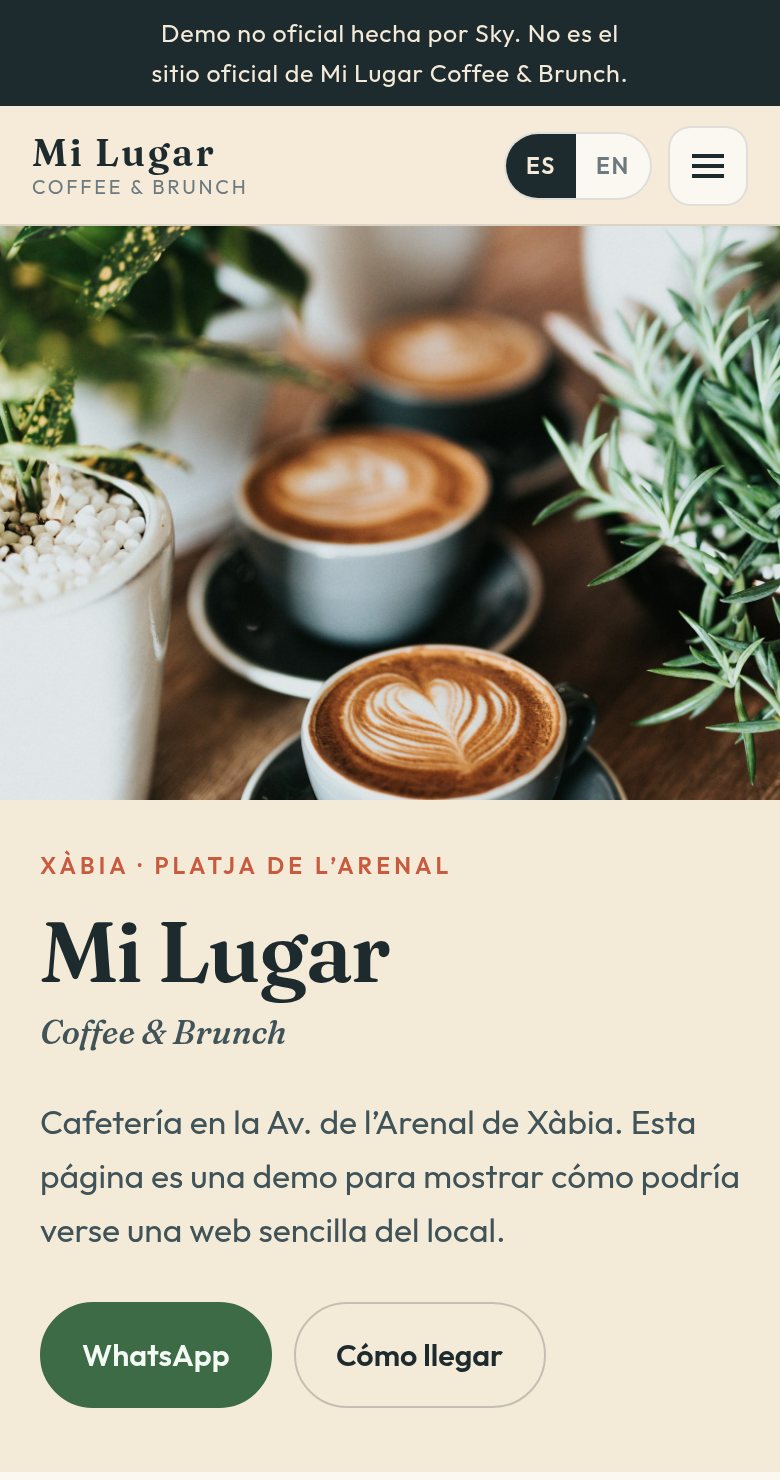 Demo no oficial hecha por Sky. No es el
sitio oficial de Mi Lugar Coffee & Brunch.
Mi Lugar
COFFEE & BRUNCH
ES EN
XÀBIA · PLATJA DE L’ARENAL
Mi Lugar
Coffee & Brunch
Cafetería en la Av. de l’Arenal de Xàbia. Esta
página es una demo para mostrar cómo podría
verse una web sencilla del local.
WhatsApp
Cómo llegar